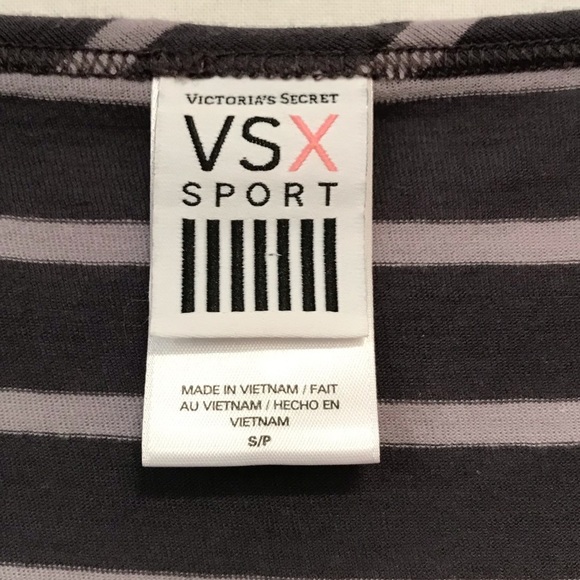 VICTORIA'S SECRET
VSX
SPORT
MADE IN VIETNAM / FAIT
AU VIETNAM / HECHO EN
VIETNAM
S/P